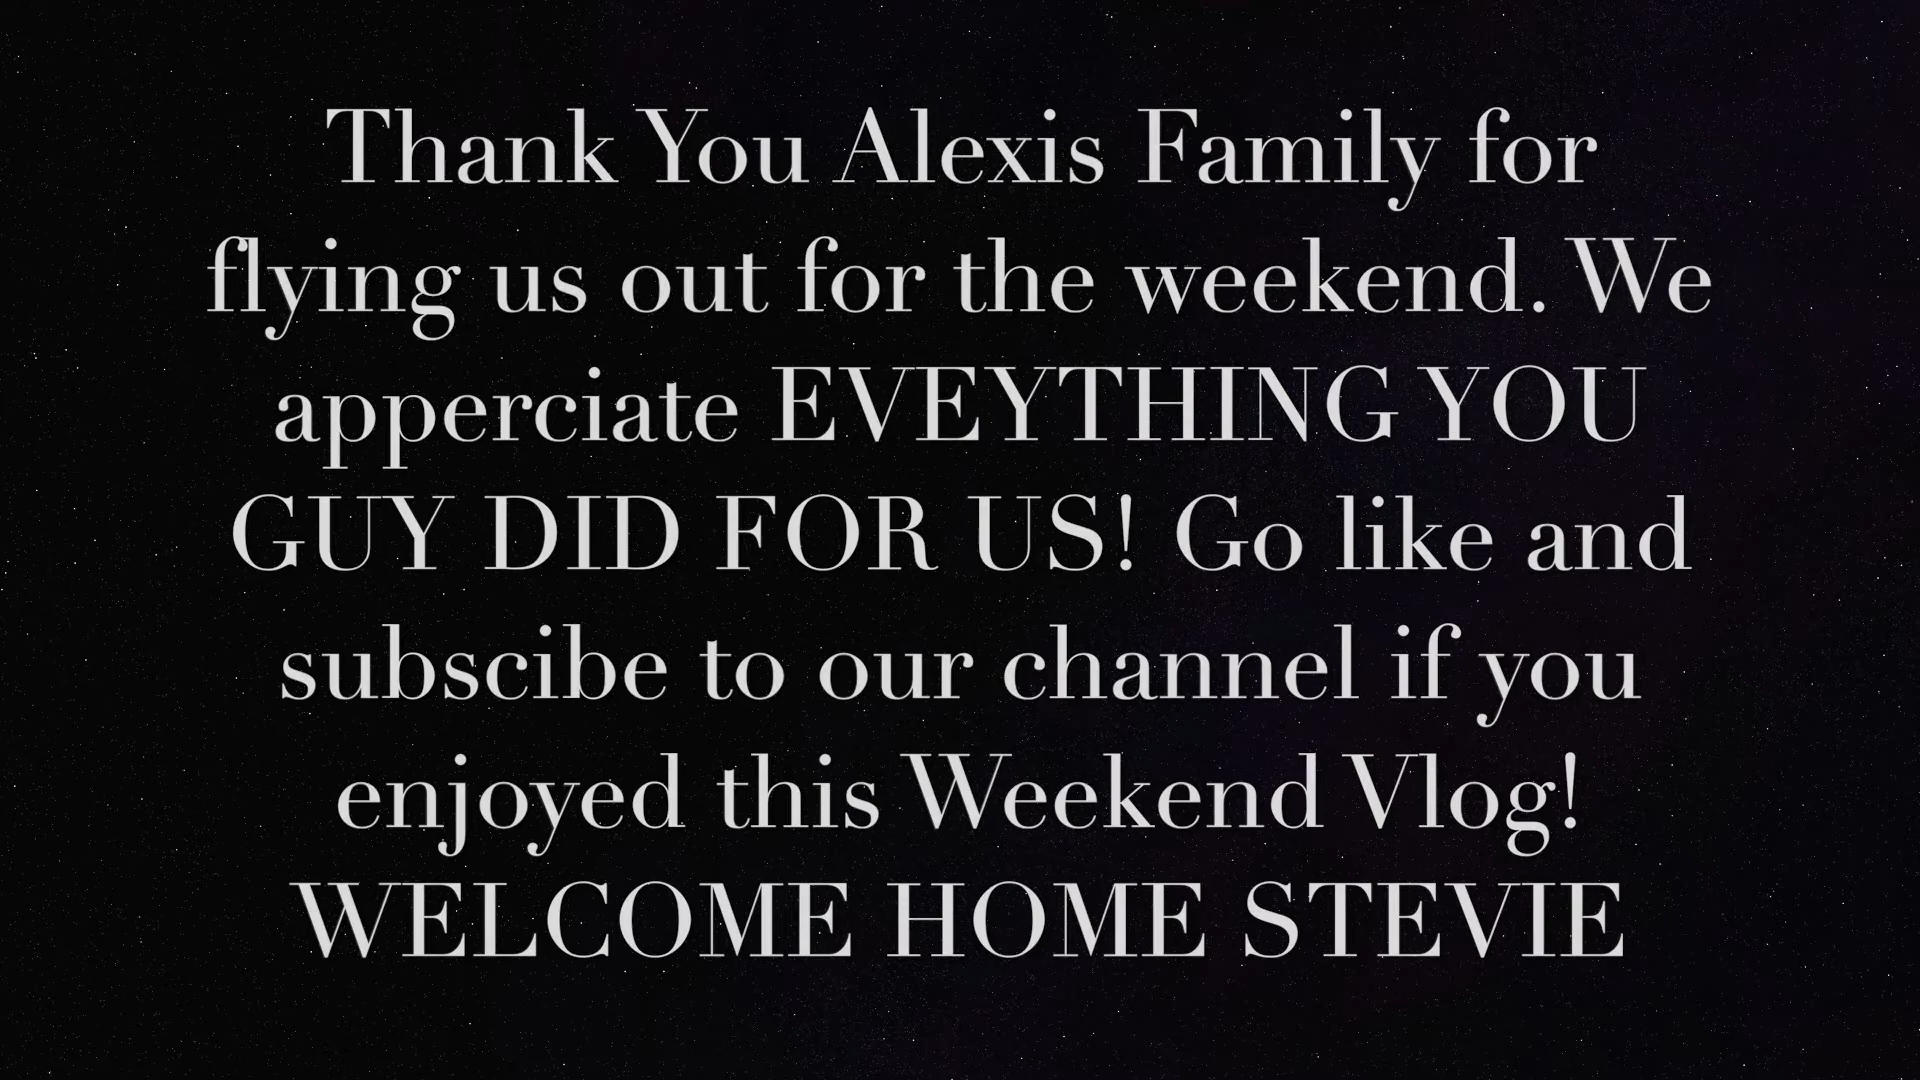 Thank You Alexis Family for
flying us out for the weekend. We
apperciate EVEYTHING YOU
GUY DID FOR US! Go like and
subscibe to our channel if you
enjoyed this Weekend Vlog!
WELCOME HOME STEVIE